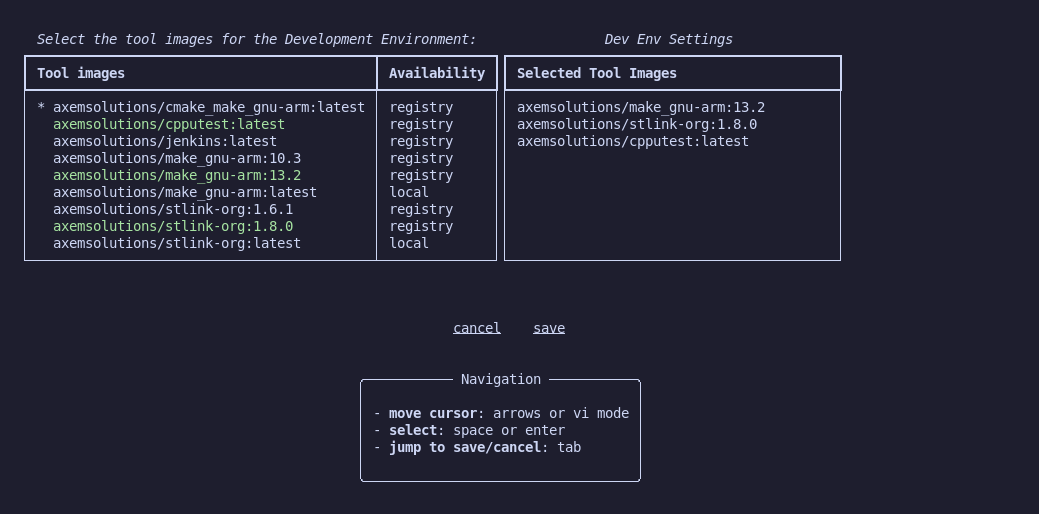 Select the tool images for the Development Environment: Dev Env Settings
Tool images Availability Selected Tool Images
* axemsolutions/cmake_make_gnu-arm:latest registry axemsolutions/make_gnu-arm:13.2
axemsolutions/cpputest:latest registry axemsolutions/stlink-org:1.8.0
axemsolutions/jenkins:latest registry axemsolutions/cpputest:latest
axemsolutions/make_gnu-arm:10.3 registry
axemsolutions/make_gnu-arm:13.2 registry
axemsolutions/make_gnu-arm:latest local
axemsolutions/stlink-org:1.6.1 registry
axemsolutions/stlink-org:1.8.0 registry
axemsolutions/stlink-org:latest local
cancel save
Navigation
- move cursor: arrows or vi mode
- select: space or enter
- jump to save/cancel: tab